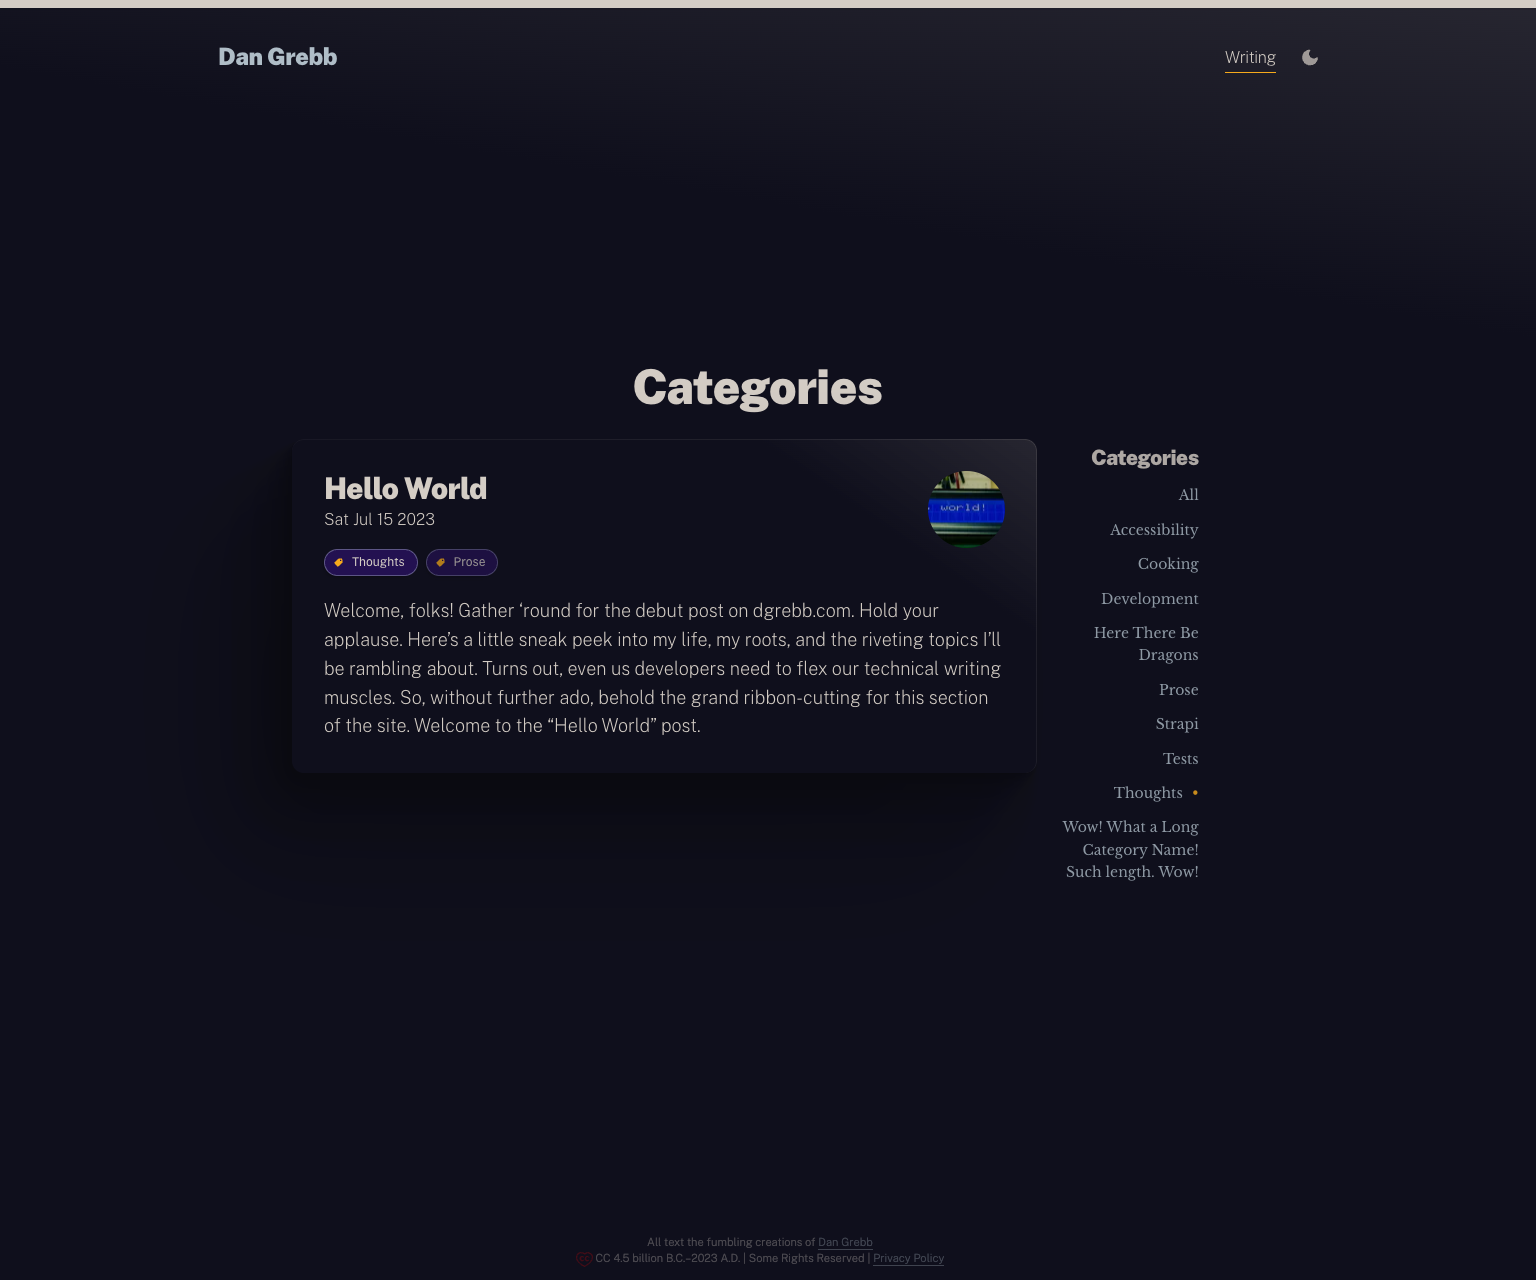 Dan Grebb
Writing
Categories
Hello World
Sat Jul 15 2023
world!
Thoughts
Prose
Welcome, folks! Gather ‘round for the debut post on dgrebb.com. Hold your
applause. Here’s a little sneak peek into my life, my roots, and the riveting topics I’ll
be rambling about. Turns out, even us developers need to flex our technical writing
muscles. So, without further ado, behold the grand ribbon-cutting for this section
of the site. Welcome to the “Hello World” post.
Categories
All
Accessibility
Cooking
Development
Here There Be
Dragons
Prose
Strapi
Tests
Thoughts •
Wow! What a Long
Category Name!
Such length. Wow!
All text the fumbling creations of Dan Grebb
CC 4.5 billion B.C.–2023 A.D. | Some Rights Reserved | Privacy Policy